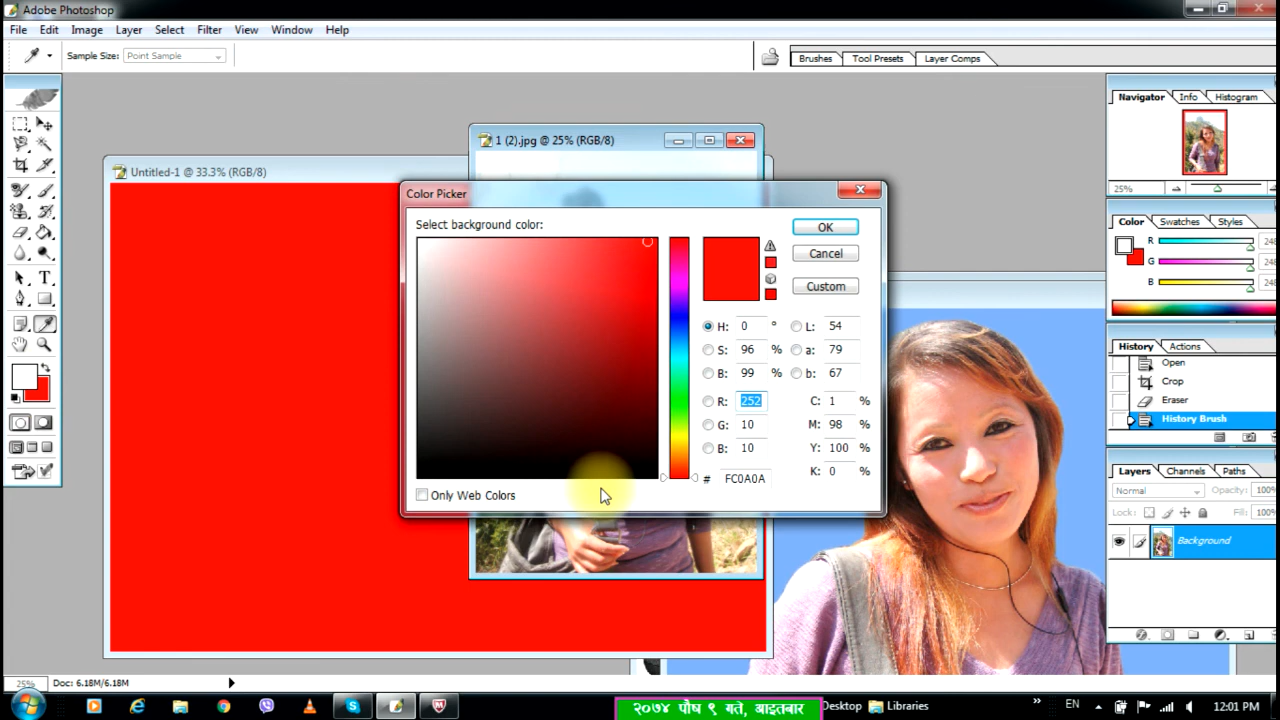 Adobe Photoshop
File Edit Image Layer Select Filter View Window Help
Sample Size: Point Sample
Brushes Tool Presets Layer Comps
Navigator Info Histogram
25%
1 (2).jpg @ 25% (RGB/8)
Untitled-1 @ 33.3% (RGB/8)
Color Picker
Select background color:
OK
Cancel
Custom
H: 0 ° L: 54
S: 96 % a: 79
B: 99 % b: 67
R: 252 C: 1 %
G: 10 M: 98 %
B: 10 Y: 100 %
# FC0A0A K: 0 %
Only Web Colors
Color Swatches Styles
R 248
G 248
B 248
History Actions
Open
Crop
Eraser
History Brush
Layers Channels Paths
Normal Opacity: 100%
Lock: Fill: 100%
Background
25% Doc: 6.18M/6.18M
२०७४ पौष ९ गते, आइतबार
Desktop Libraries » EN 12:01 PM